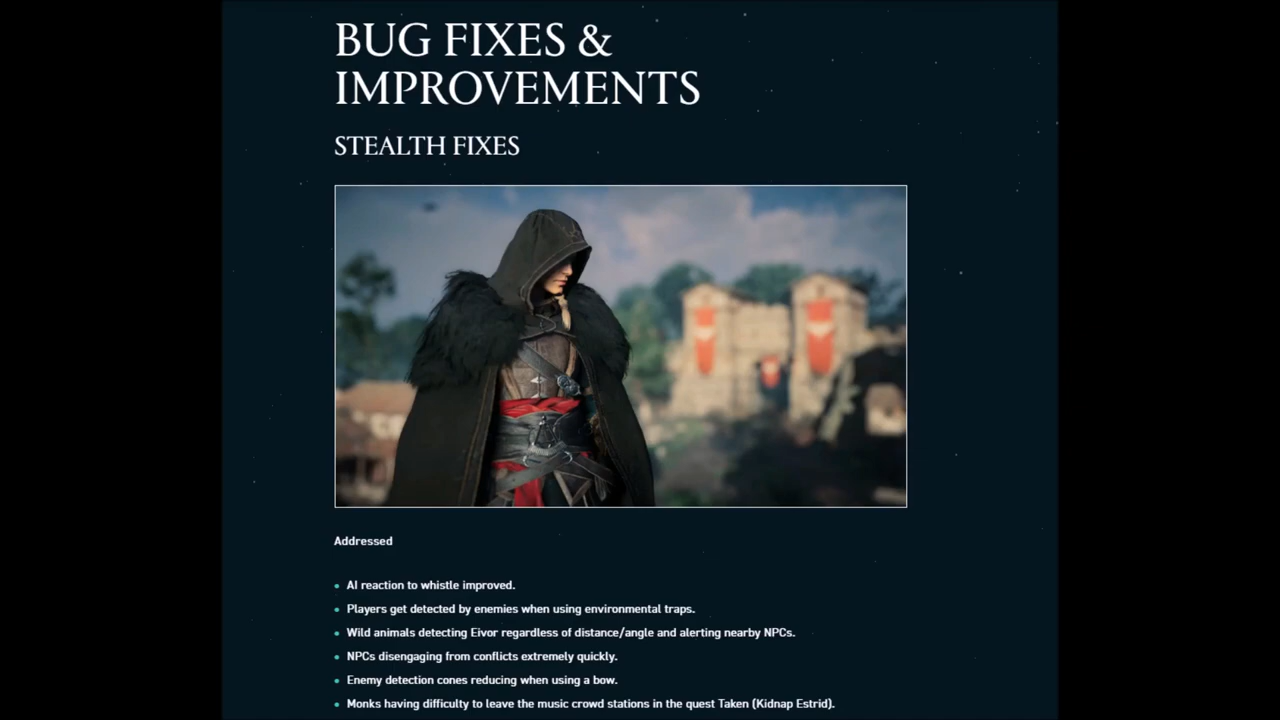 BUG FIXES &
IMPROVEMENTS
STEALTH FIXES
Addressed
AI reaction to whistle improved.
Players get detected by enemies when using environmental traps.
Wild animals detecting Eivor regardless of distance/angle and alerting nearby NPCs.
NPCs disengaging from conflicts extremely quickly.
Enemy detection cones reducing when using a bow.
Monks having difficulty to leave the music crowd stations in the quest Taken (Kidnap Estrid).